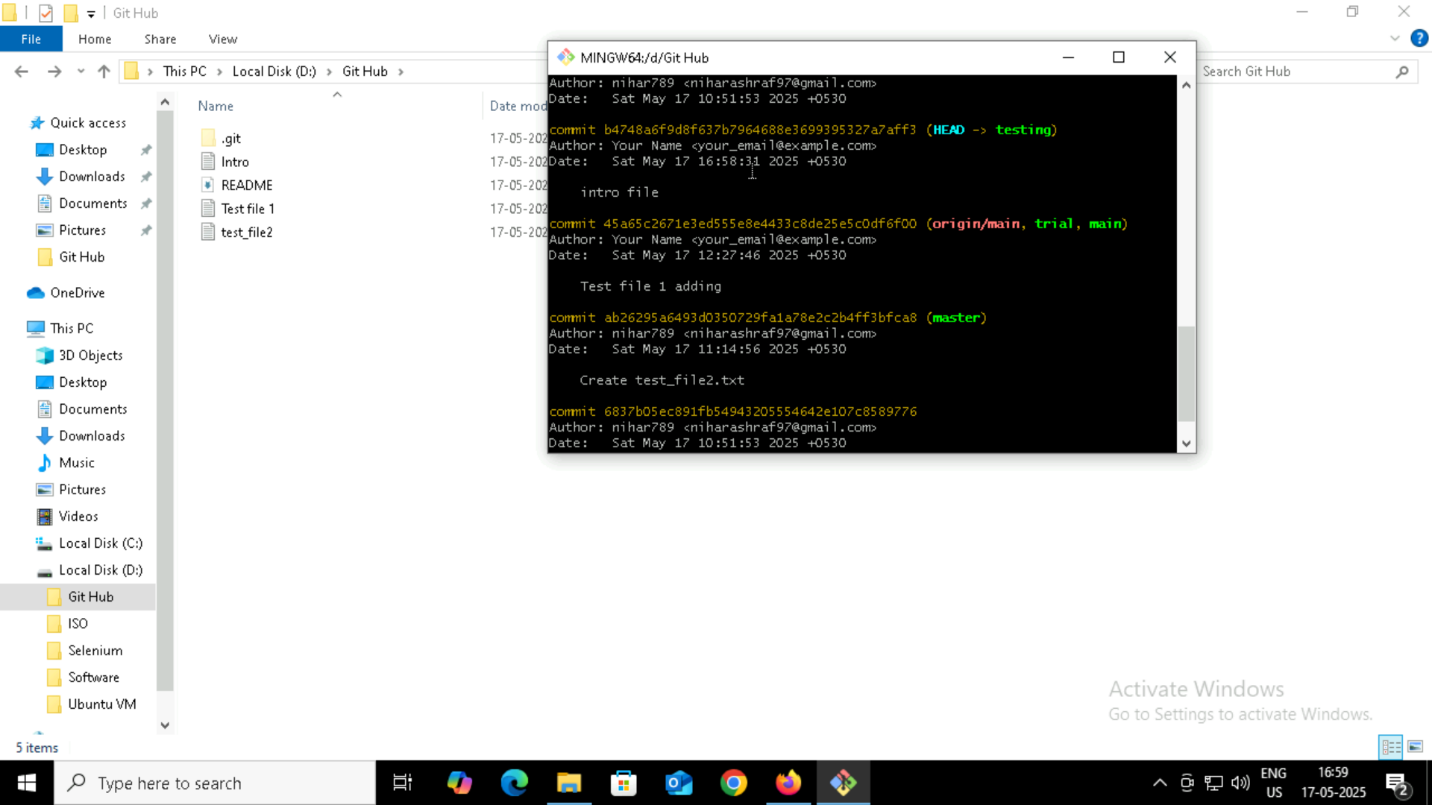 Git Hub
File
Home
Share
View
This PC
Local Disk (D:)
Git Hub
Search Git Hub
Name
Date mod
.git
17-05-202
Intro
17-05-202
README
17-05-202
Test file 1
17-05-202
test_file2
17-05-202
Quick access
Desktop
Downloads
Documents
Pictures
Git Hub
OneDrive
This PC
3D Objects
Desktop
Documents
Downloads
Music
Pictures
Videos
Local Disk (C:)
Local Disk (D:)
Git Hub
ISO
Selenium
Software
Ubuntu VM
5 items
MINGW64:/d/Git Hub
Author: nihar789 <niharashraf97@gmail.com>
Date:   Sat May 17 10:51:53 2025 +0530
commit b4748a6f9d8f637b7964688e3699395327a7aff3 (HEAD -> testing)
Author: Your Name <your_email@example.com>
Date:   Sat May 17 16:58:31 2025 +0530
intro file
commit 45a65c2671e3ed555e8e4433c8de25e5c0df6f00 (origin/main, trial, main)
Author: Your Name <your_email@example.com>
Date:   Sat May 17 12:27:46 2025 +0530
Test file 1 adding
commit ab26295a6493d0350729fa1a78e2c2b4ff3bfca8 (master)
Author: nihar789 <niharashraf97@gmail.com>
Date:   Sat May 17 11:14:56 2025 +0530
Create test_file2.txt
commit 6837b05ec891fb54943205554642e107c8589776
Author: nihar789 <niharashraf97@gmail.com>
Date:   Sat May 17 10:51:53 2025 +0530
Activate Windows
Go to Settings to activate Windows.
Type here to search
ENG
US
16:59
17-05-2025
2